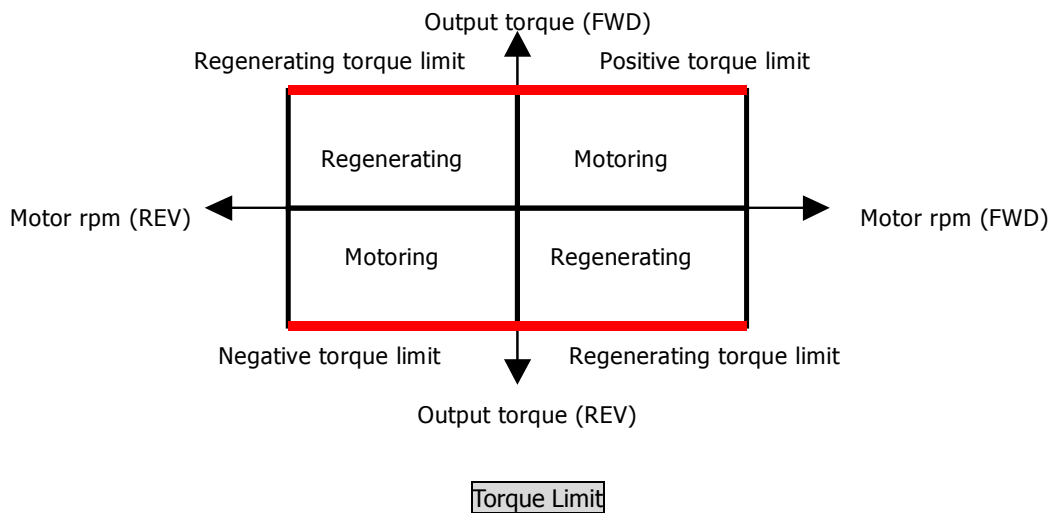 Output torque (FWD)
Regenerating torque limit
Positive torque limit
Regenerating
Motoring
Motor rpm (REV)
Motor rpm (FWD)
Motoring
Regenerating
Negative torque limit
Regenerating torque limit
Output torque (REV)
Torque Limit